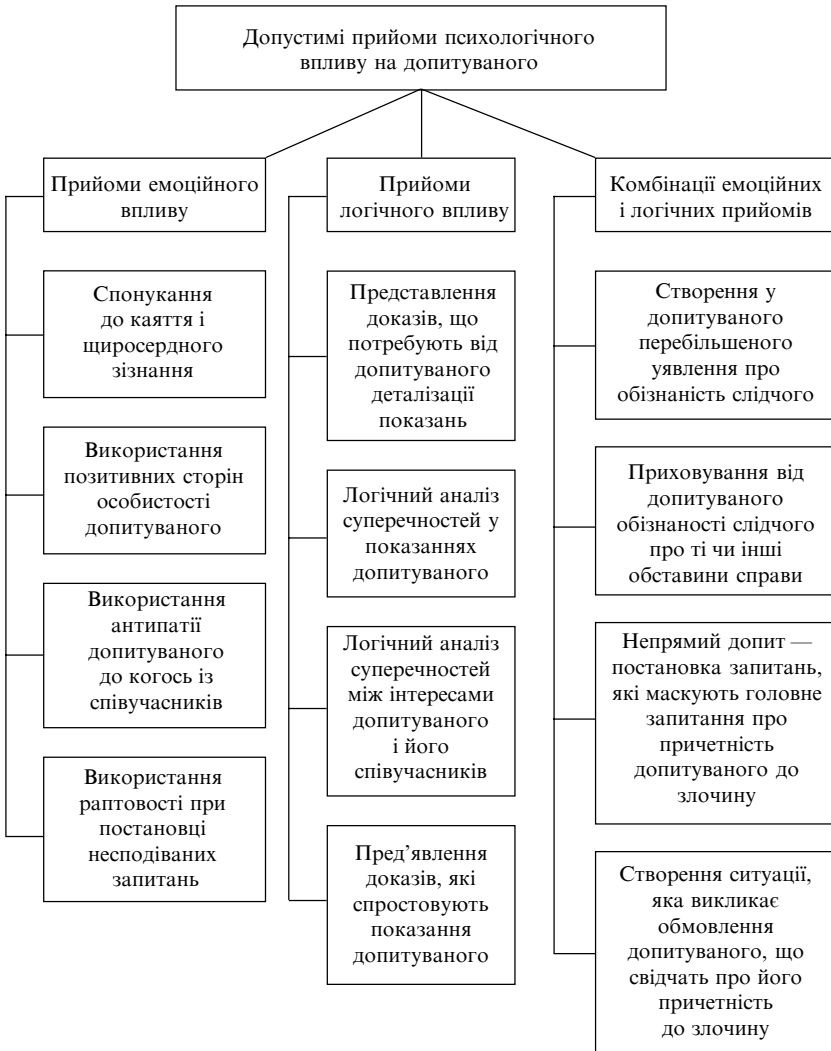 Допустимі прийоми психологічного
впливу на допитуваного
Прийоми емоційного
впливу
Спонукання
до каяття і
щиросердного
зізнання
Використання
позитивних сторін
особистості
допитуваного
Використання
антипатії
допитуваного
до когось із
співучасників
Використання
раптовості при
постановці
несподіваних
запитань
Прийоми
логічного впливу
Представлення
доказів, що
потребують від
допитуваного
деталізації
показань
Логічний аналіз
суперечностей у
показаннях
допитуваного
Логічний аналіз
суперечностей
між інтересами
допитуваного
і його
співучасників
Пред’явлення
доказів, які
спростовують
показання
допитуваного
Комбінації емоційних
і логічних прийомів
Створення у
допитуваного
перебільшеного
уявлення про
обізнаність слідчого
Приховування від
допитуваного
обізнаності слідчого
про ті чи інші
обставини справи
Непрямий допит —
постановка запитань,
які маскують головне
запитання про
причетність
допитуваного до
злочину
Створення ситуації,
яка викликає
обмовлення
допитуваного, що
свідчать про його
причетність
до злочину